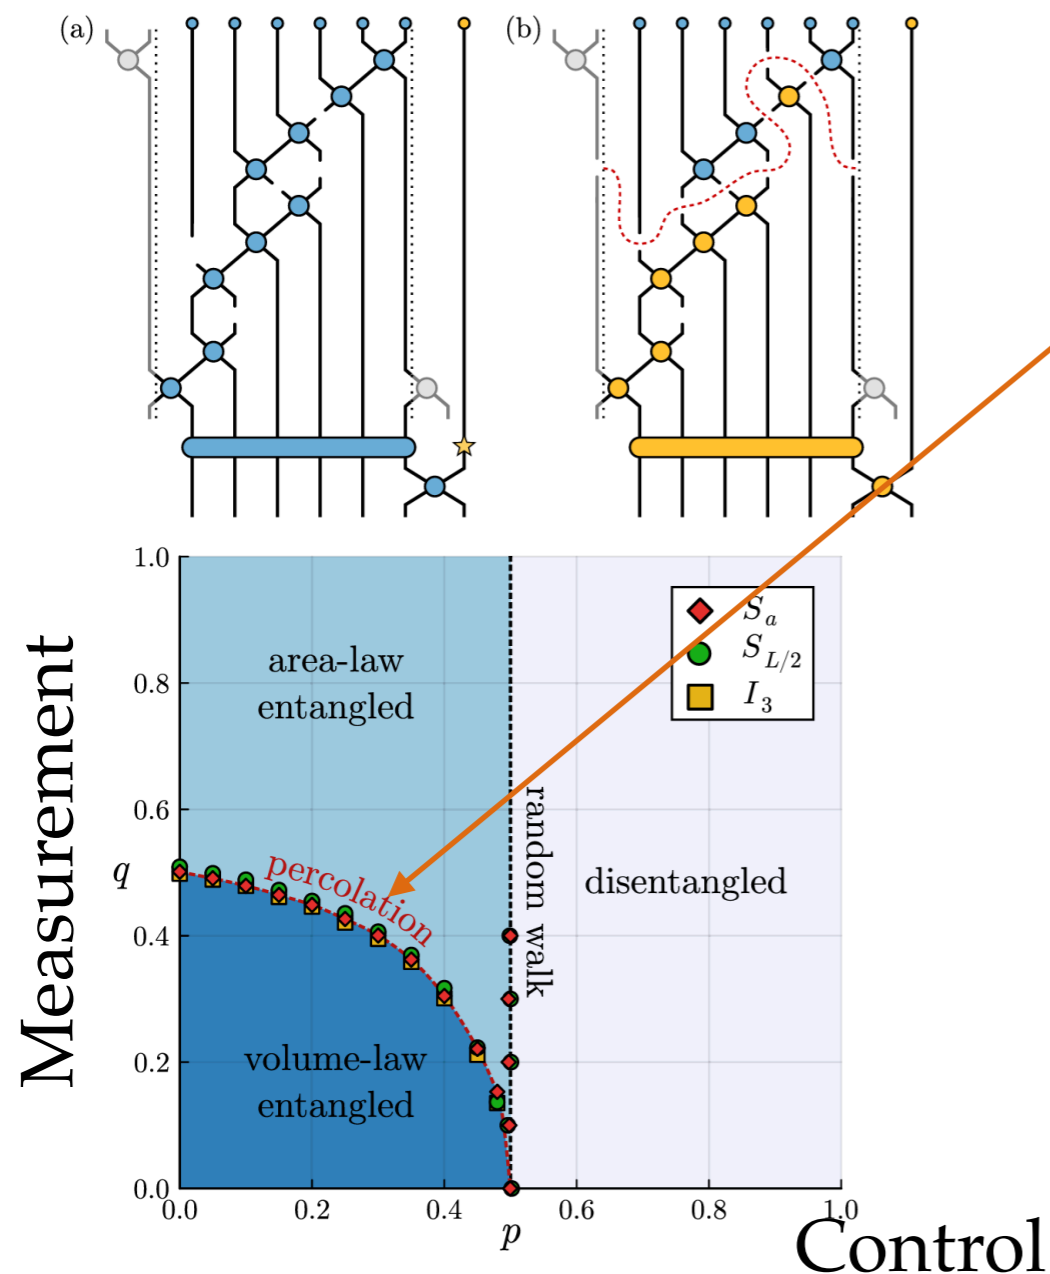 (a)
(b)
1.0
0.8
0.6
0.4
0.2
0.0
q
Measurement
area-law
entangled
percolation
volume-law
entangled
random walk
disentangled
S_a
S_{L/2}
I_3
0.0 0.2 0.4 0.6 0.8 1.0
p
Control